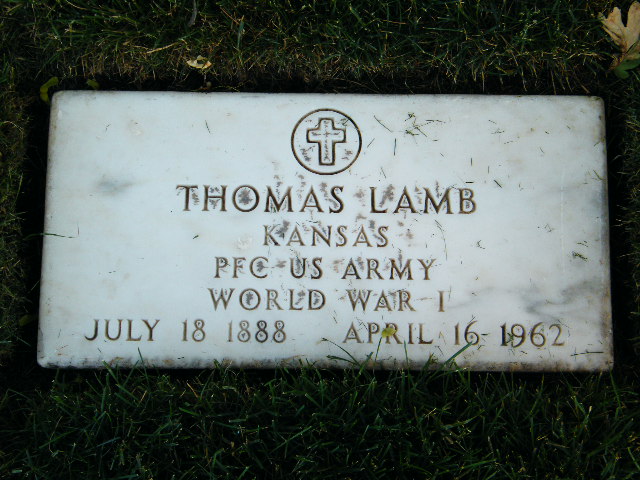 THOMAS LAMB
KANSAS
PFC US ARMY
WORLD WAR I
JULY 18 1888 APRIL 16 1962